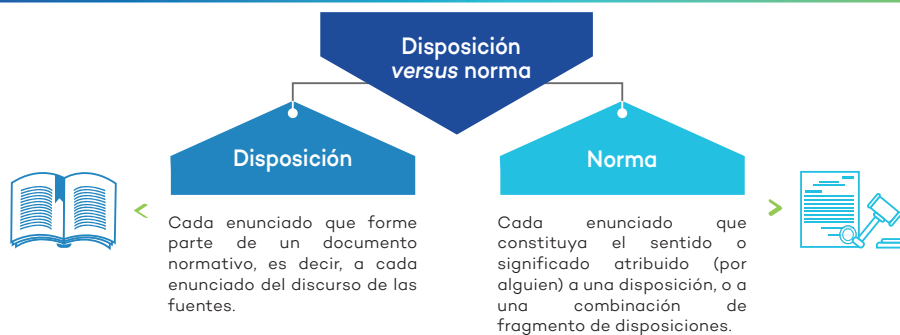 Disposición
versus norma
Disposición
Norma
Cada enunciado que forme
parte de un documento
normativo, es decir, a cada
enunciado del discurso de las
fuentes.
Cada enunciado que
constituya el sentido o
significado atribuido (por
alguien) a una disposición, o a
una combinación de
fragmento de disposiciones.